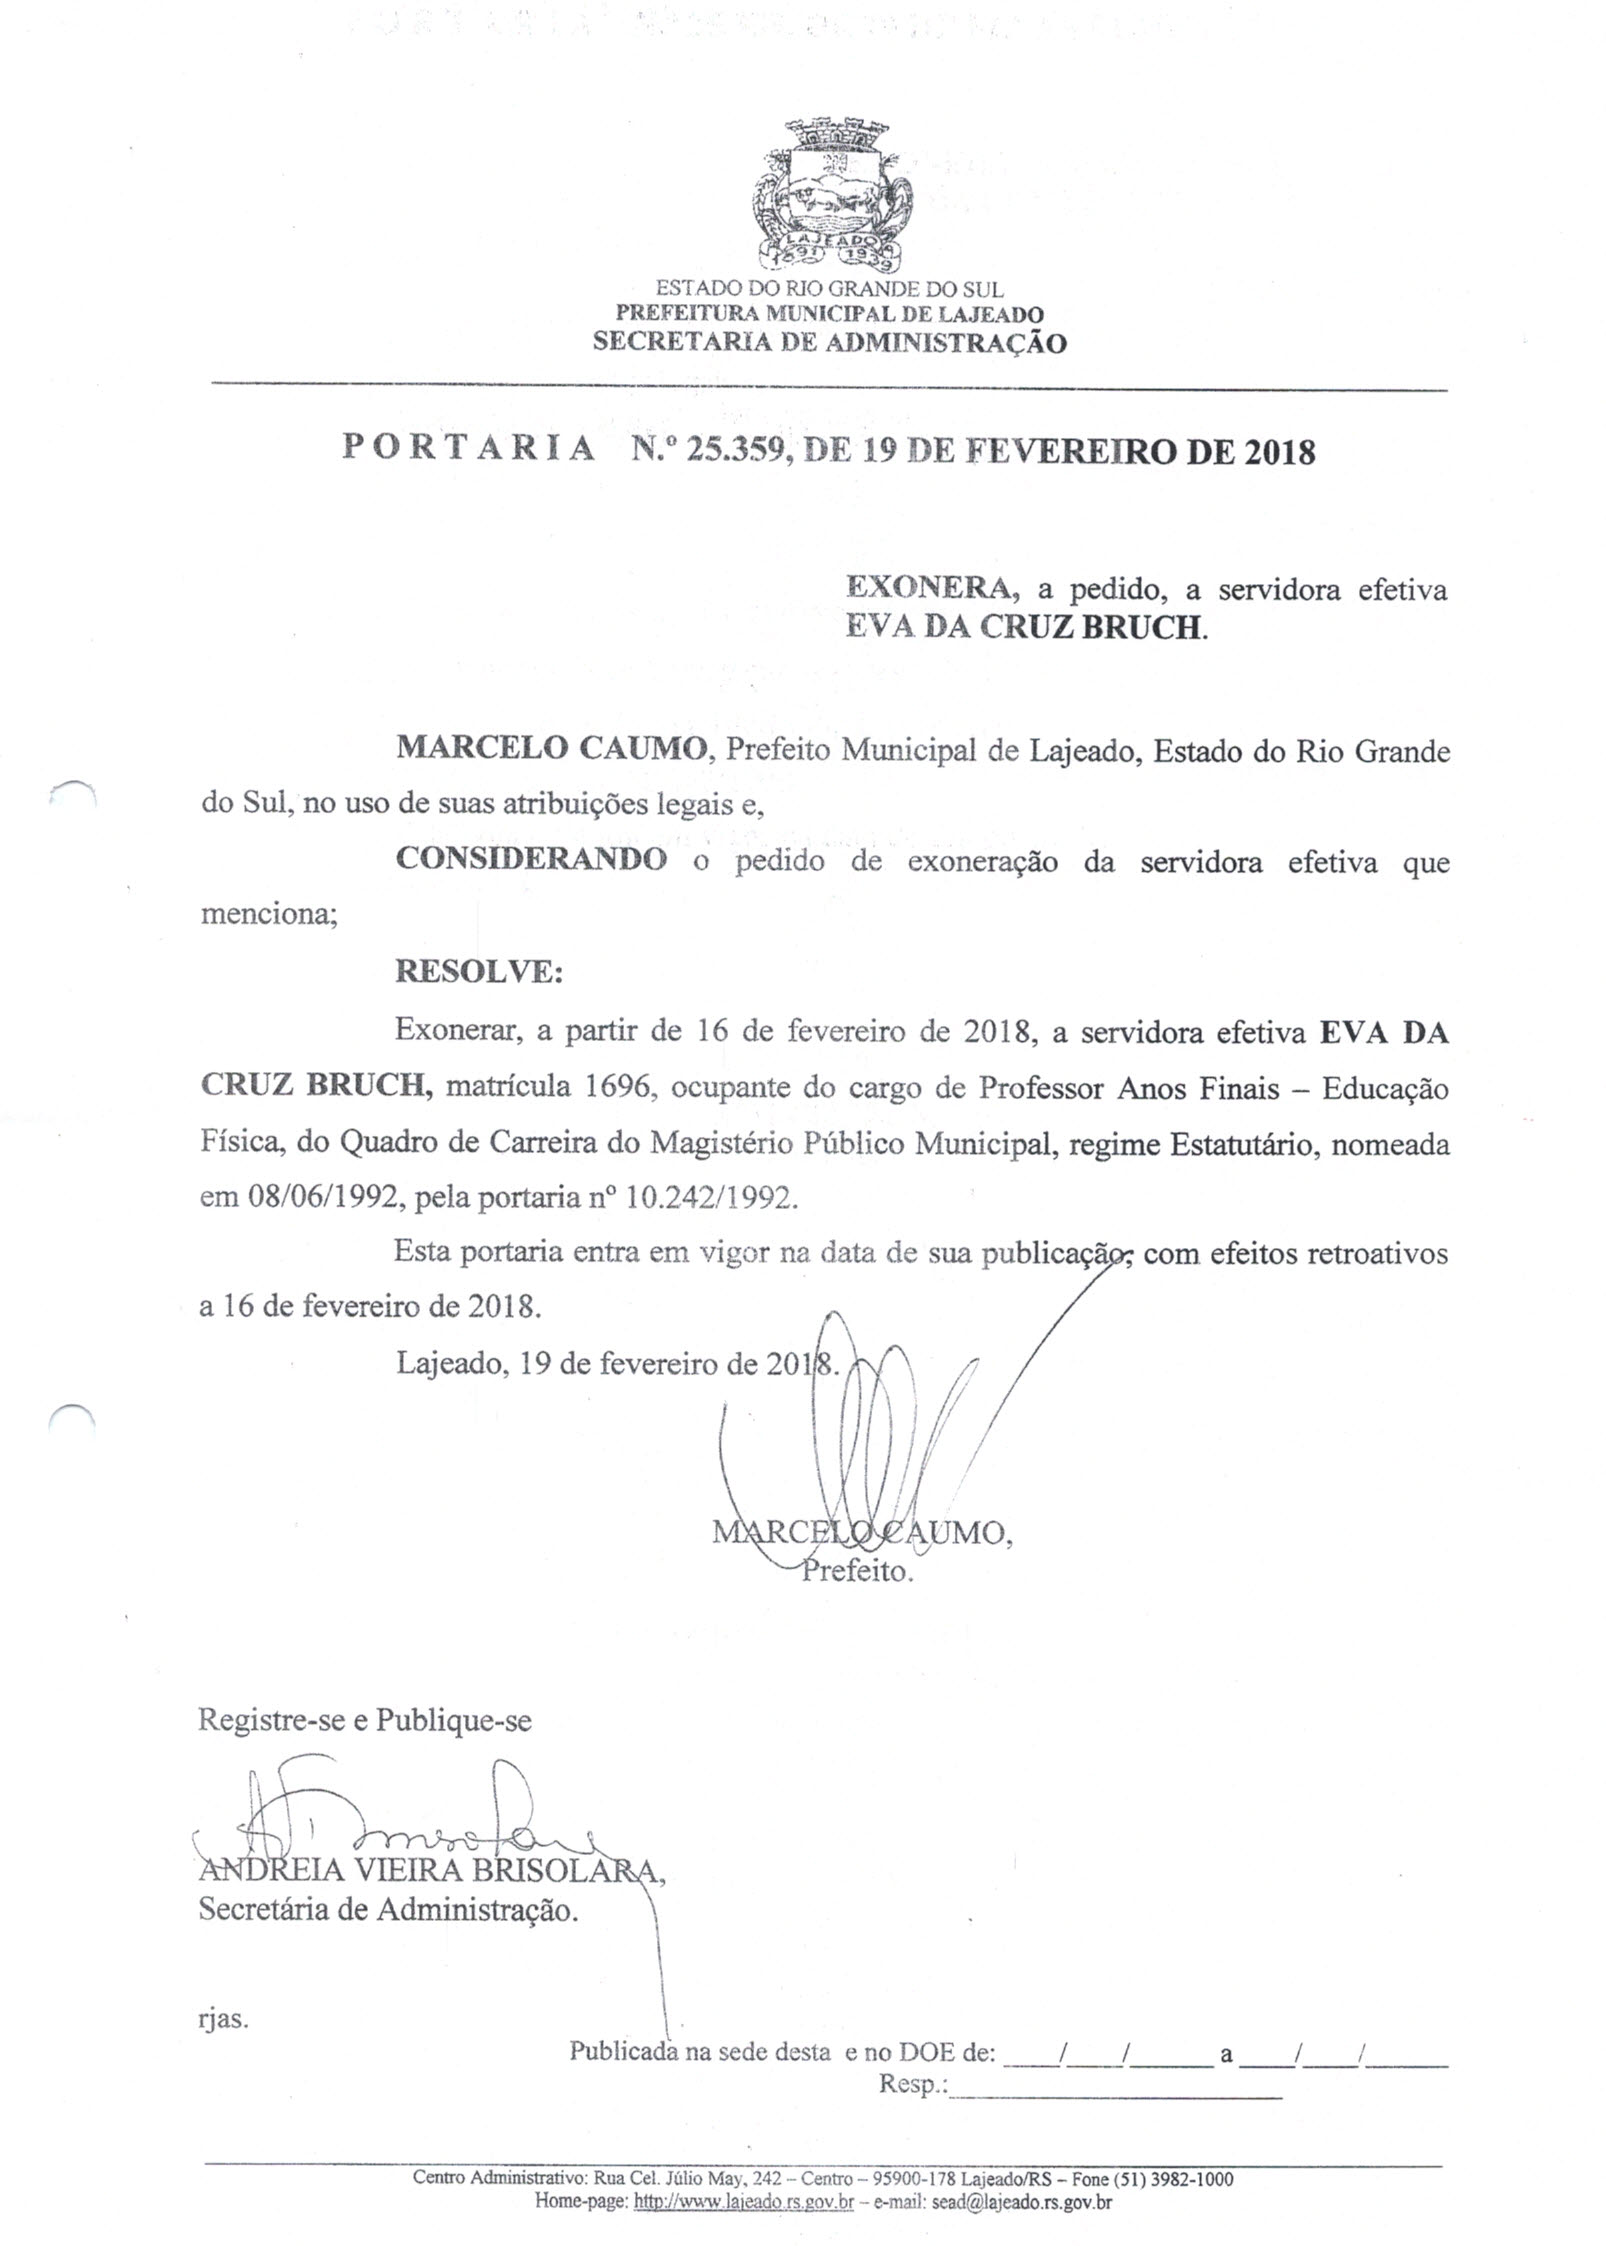 LAJEADO
1891 1939
ESTADO DO RIO GRANDE DO SUL
PREFEITURA MUNICIPAL DE LAJEADO
SECRETARIA DE ADMINISTRAÇÃO
PORTARIA N.º 25.359, DE 19 DE FEVEREIRO DE 2018
EXONERA, a pedido, a servidora efetiva
EVA DA CRUZ BRUCH.
MARCELO CAUMO, Prefeito Municipal de Lajeado, Estado do Rio Grande
do Sul, no uso de suas atribuições legais e,
CONSIDERANDO o pedido de exoneração da servidora efetiva que
menciona;
RESOLVE:
Exonerar, a partir de 16 de fevereiro de 2018, a servidora efetiva EVA DA
CRUZ BRUCH, matrícula 1696, ocupante do cargo de Professor Anos Finais – Educação
Física, do Quadro de Carreira do Magistério Público Municipal, regime Estatutário, nomeada
em 08/06/1992, pela portaria nº 10.242/1992.
Esta portaria entra em vigor na data de sua publicação, com efeitos retroativos
a 16 de fevereiro de 2018.
Lajeado, 19 de fevereiro de 2018.
MARCELO CAUMO,
Prefeito.
Registre-se e Publique-se
ANDREIA VIEIRA BRISOLARA,
Secretária de Administração.
rjas.
Publicada na sede desta e no DOE de: ____/____/______ a ____/____/______
Resp.:________________________
Centro Administrativo: Rua Cel. Júlio May, 242 – Centro – 95900-178 Lajeado/RS – Fone (51) 3982-1000
Home-page: http://www.lajeado.rs.gov.br – e-mail: sead@lajeado.rs.gov.br